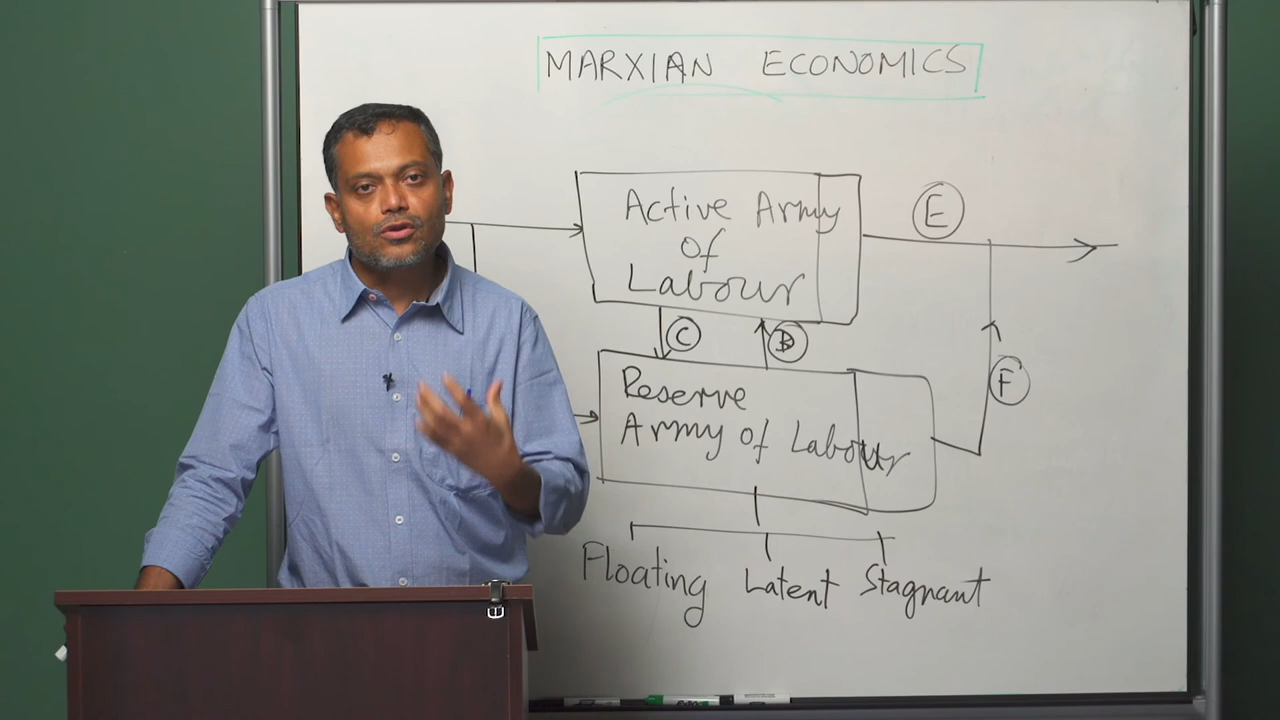 MARXIAN ECONOMICS
Active Army
of
Labour
E
C
D
Reserve
Army of Labour
F
Floating Latent Stagnant